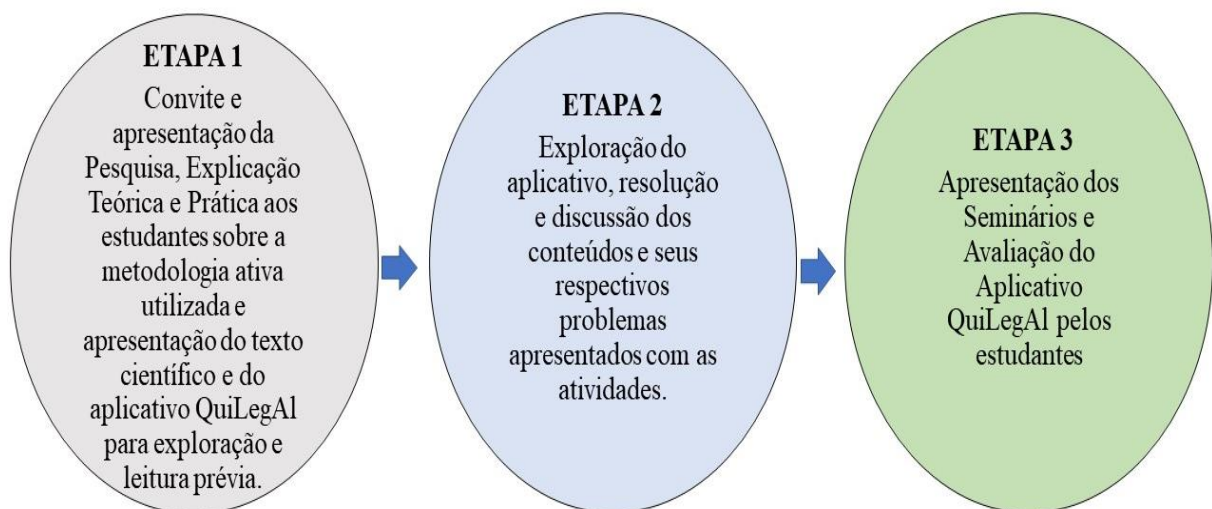 ETAPA 1
Convite e
apresentação da
Pesquisa, Explicação
Teórica e Prática aos
estudantes sobre a
metodologia ativa
utilizada e
apresentação do texto
científico e do
aplicativo QuiLegAl
para exploração e
leitura prévia.
ETAPA 2
Exploração do
aplicativo, resolução
e discussão dos
conteúdos e seus
respectivos
problemas
apresentados com as
atividades.
ETAPA 3
Apresentação dos
Seminários e
Avaliação do
Aplicativo
QuiLegAl pelos
estudantes